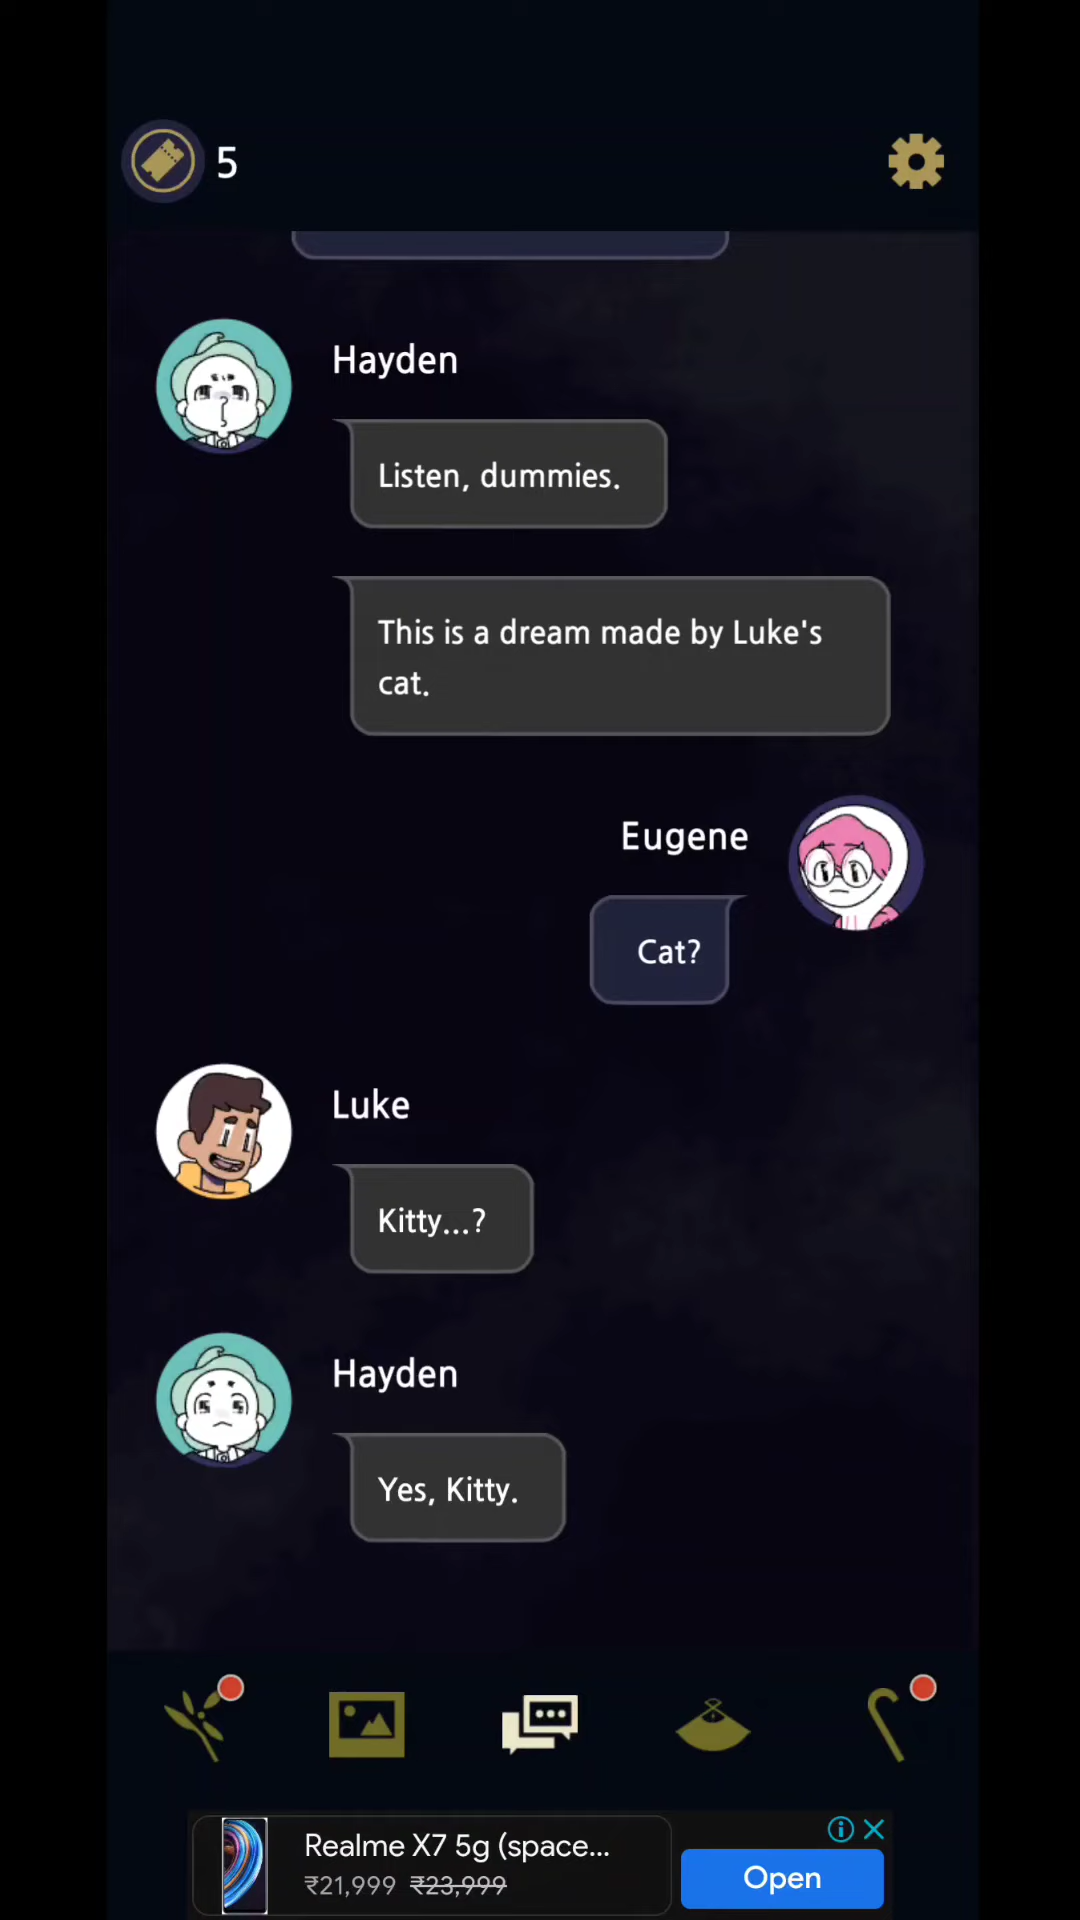 5
Hayden
Listen, dummies.
This is a dream made by Luke's
cat.
Eugene
Cat?
Luke
Kitty...?
Hayden
Yes, Kitty.
Realme X7 5g (space...
₹21,999 ₹23,999
Open